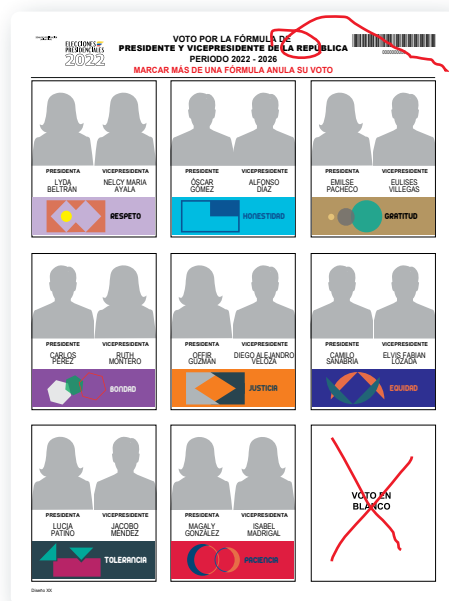 ELECCIONES
PRESIDENCIALES
2022
VOTO POR LA FÓRMULA DE
PRESIDENTE Y VICEPRESIDENTE DE LA REPÚBLICA
PERIODO 2022 - 2026
MARCAR MÁS DE UNA FÓRMULA ANULA SU VOTO
PRESIDENTA VICEPRESIDENTA
LYDA BELTRÁN NELCY MARIA AYALA
RESPETO
PRESIDENTE VICEPRESIDENTE
ÓSCAR GÓMEZ ALFONSO DÍAZ
HONESTIDAD
PRESIDENTA VICEPRESIDENTE
EMILSE PACHECO EULISES VILLEGAS
GRATITUD
PRESIDENTE VICEPRESIDENTA
CARLOS PÉREZ RUTH MONTERO
BONDAD
PRESIDENTE VICEPRESIDENTE
OFFIR GUZMÁN DIEGO ALEJANDRO VELOZA
JUSTICIA
PRESIDENTE VICEPRESIDENTE
CAMILO SANABRIA ELVIS FABIAN LOZADA
EQUIDAD
PRESIDENTA VICEPRESIDENTE
LUCÍA PATIÑO JACOBO MÉNDEZ
TOLERANCIA
PRESIDENTA VICEPRESIDENTA
MAGALY GONZÁLEZ ISABEL MADRIGAL
PACIENCIA
VOTO EN
BLANCO
Diseño XX